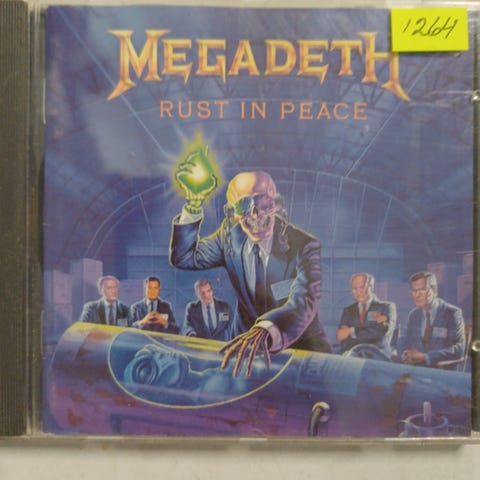 1264
MEGADETH
RUST IN PEACE